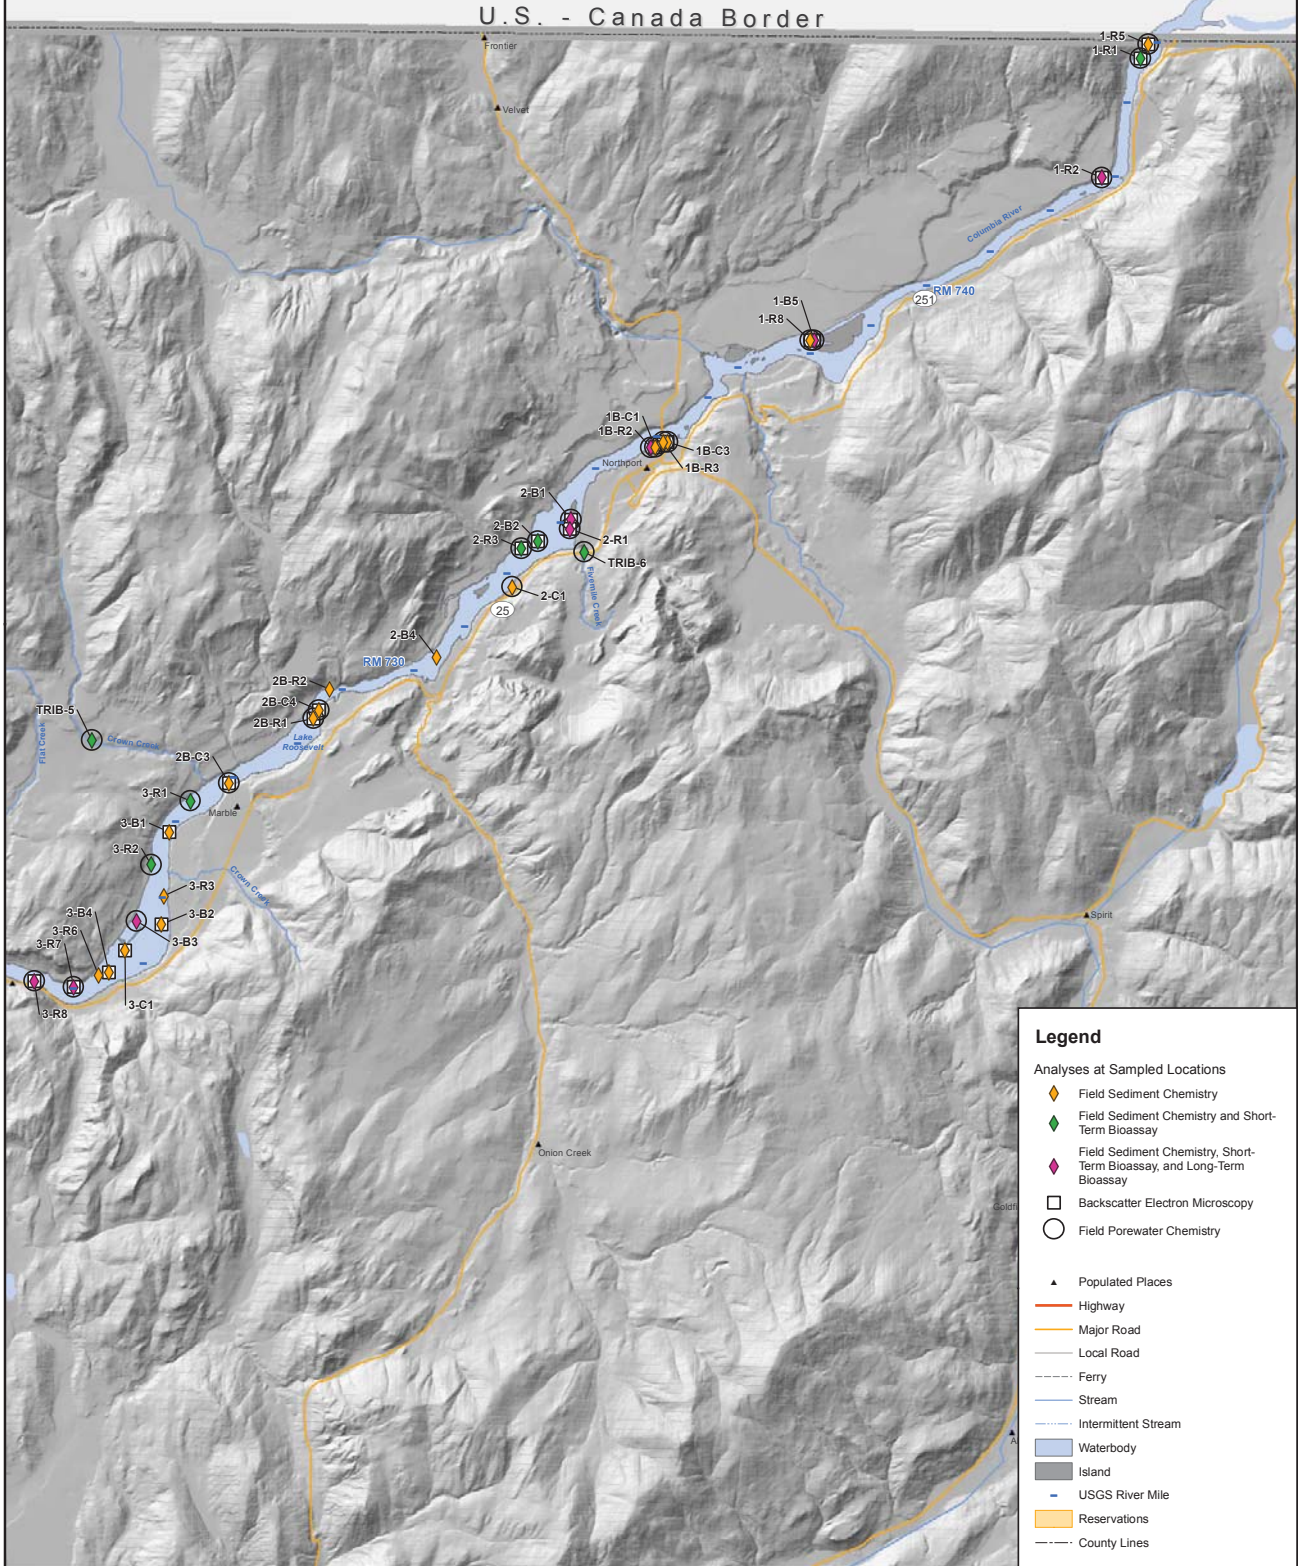 U.S. - Canada Border
Frontier
1-R5
1-R1
Velvet
1-R2
Columbia River
RM 740
251
1-B5
1-R8
1B-C1
1B-R2
1B-C3
Northport
1B-R3
2-B1
2-B2
2-R3
2-R1
TRIB-6
Fivemile Creek
2-C1
25
2-B4
RM 730
2B-R2
2B-C4
2B-R1
TRIB-5
Flat Creek
Crown Creek
Lake
Roosevelt
2B-C3
3-R1
Marble
3-B1
3-R2
Crown Creek
3-R3
3-B4
3-B2
3-R6
3-R7
3-B3
3-C1
3-R8
Spirit
Onion Creek
Goldfi
A
Legend
Analyses at Sampled Locations
Field Sediment Chemistry
Field Sediment Chemistry and Short-
Term Bioassay
Field Sediment Chemistry, Short-
Term Bioassay, and Long-Term
Bioassay
Backscatter Electron Microscopy
Field Porewater Chemistry
Populated Places
Highway
Major Road
Local Road
Ferry
Stream
Intermittent Stream
Waterbody
Island
USGS River Mile
Reservations
County Lines